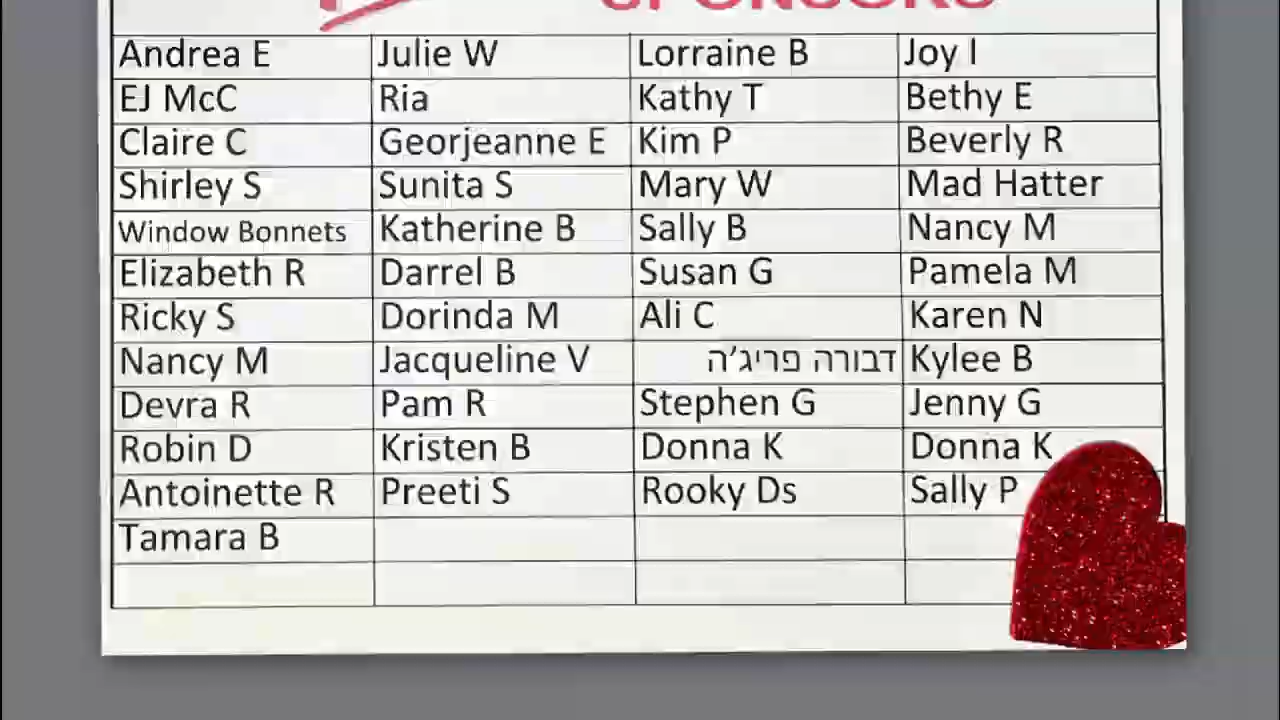 SPONSORS
Andrea E Julie W Lorraine B Joy I
EJ McC Ria Kathy T Bethy E
Claire C Georjeanne E Kim P Beverly R
Shirley S Sunita S Mary W Mad Hatter
Window Bonnets Katherine B Sally B Nancy M
Elizabeth R Darrel B Susan G Pamela M
Ricky S Dorinda M Ali C Karen N
Nancy M Jacqueline V דבורה פריג'ה Kylee B
Devra R Pam R Stephen G Jenny G
Robin D Kristen B Donna K Donna K
Antoinette R Preeti S Rooky Ds Sally P
Tamara B